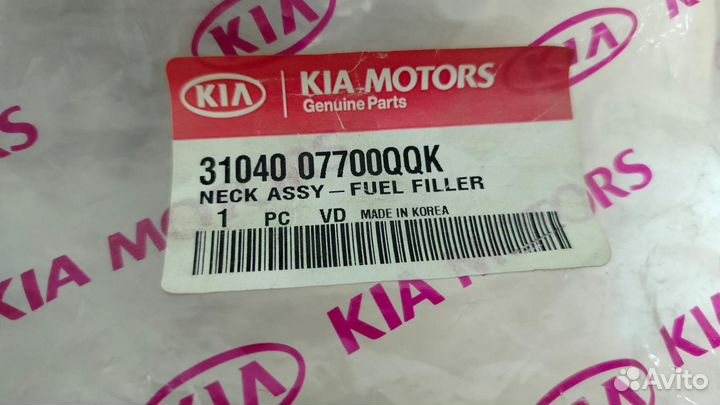 KIA
KIA MOTORS
Genuine Parts
31040 07700QQK
NECK ASSY – FUEL FILLER
1 PC VD MADE IN KOREA
KIA MOTORS
KIA
KIA MOTORS
KIA
Avito